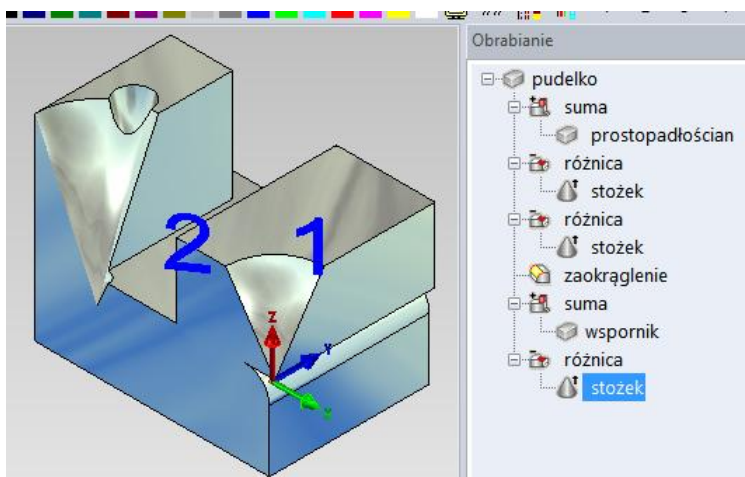 Obrabianie
pudelko
suma
prostopadłościan
różnica
stożek
różnica
stożek
zaokrąglenie
suma
wspornik
różnica
stożek
2 1
Z
Y